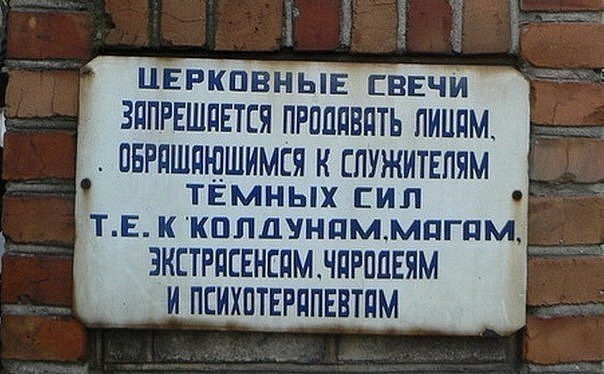 ЦЕРКОВНЫЕ СВЕЧИ
ЗАПРЕЩАЕТСЯ ПРОДАВАТЬ ЛИЦАМ,
ОБРАЩАЮЩИМСЯ К СЛУЖИТЕЛЯМ
ТЁМНЫХ СИЛ
Т.Е. К КОЛДУНАМ, МАГАМ,
ЭКСТРАСЕНСАМ, ЧАРОДЕЯМ
И ПСИХОТЕРАПЕВТАМ